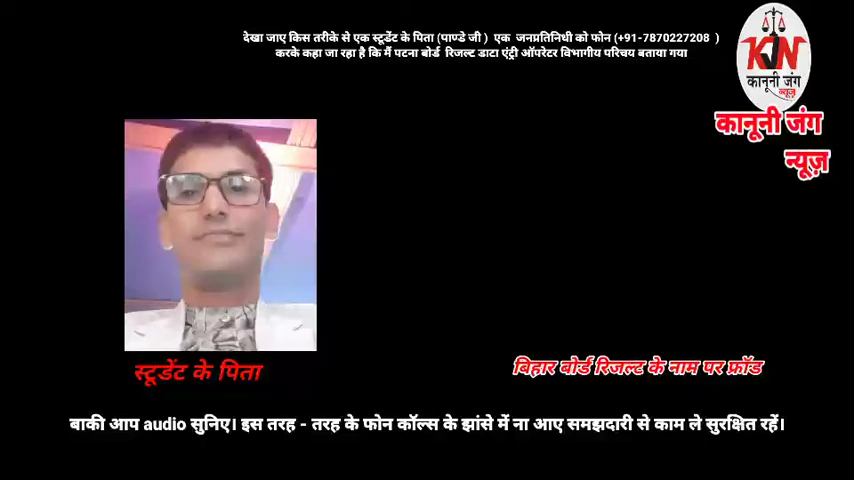 देखा जाए किस तरीके से एक स्टूडेंट के पिता (पाण्डे जी ) एक जनप्रतिनिधी को फोन (+91-7870227208 )
करके कहा जा रहा है कि मैं पटना बोर्ड रिजल्ट डाटा एंट्री ऑपरेटर विभागीय परिचय बताया गया
KJN
कानूनी जंग
न्यूज़
कानूनी जंग
न्यूज़
स्टूडेंट के पिता
बिहार बोर्ड रिजल्ट के नाम पर फ्रॉड
बाकी आप audio सुनिए। इस तरह - तरह के फोन कॉल्स के झांसे में ना आए समझदारी से काम ले सुरक्षित रहें।